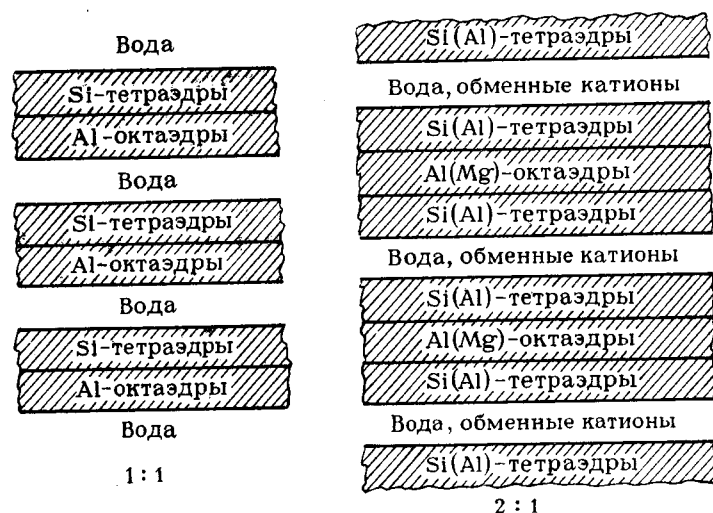 Вода
Si-тетраэдры
Al-октаэдры
Вода
Si-тетраэдры
Al-октаэдры
Вода
Si-тетраэдры
Al-октаэдры
Вода
1 : 1
Si(Al)-тетраэдры
Вода, обменные катионы
Si(Al)-тетраэдры
Al(Mg)-октаэдры
Si(Al)-тетраэдры
Вода, обменные катионы
Si(Al)-тетраэдры
Al(Mg)-октаэдры
Si(Al)-тетраэдры
Вода, обменные катионы
Si(Al)-тетраэдры
2 : 1